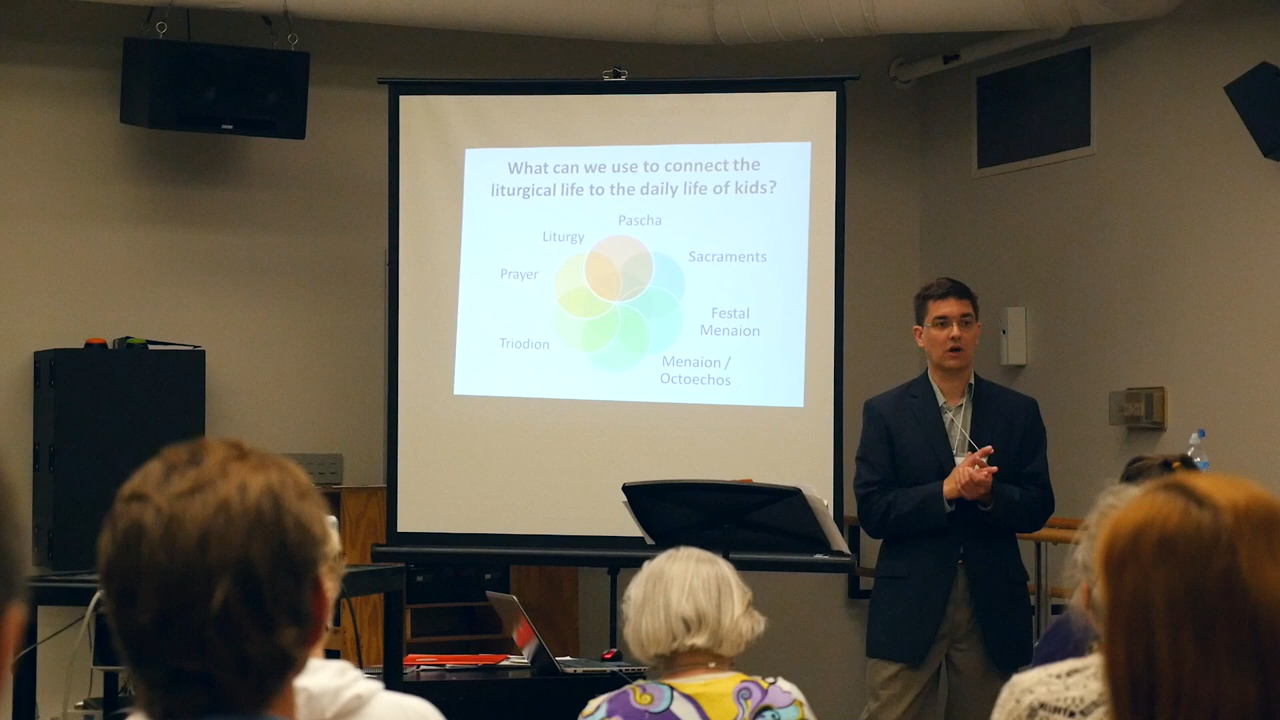 What can we use to connect the
liturgical life to the daily life of kids?
Pascha
Liturgy
Sacraments
Prayer
Festal
Menaion
Triodion
Menaion /
Octoechos